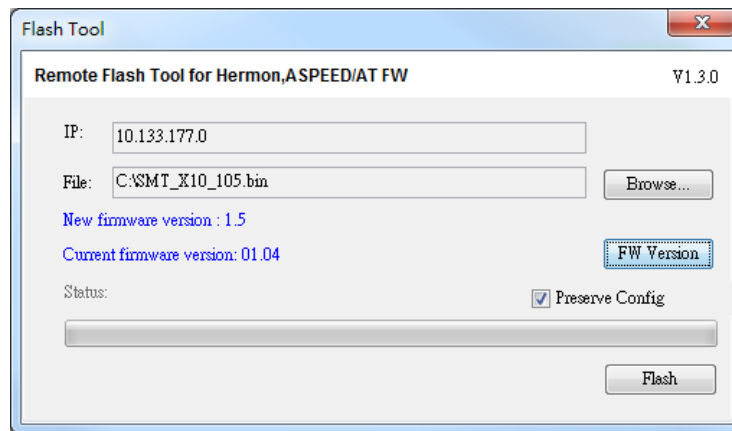 Flash Tool
Remote Flash Tool for Hermon,ASPEED/AT FW V1.3.0
IP: 10.133.177.0
File: C:\SMT_X10_105.bin Browse...
New firmware version : 1.5
Current firmware version: 01.04 FW Version
Status: Preserve Config
Flash